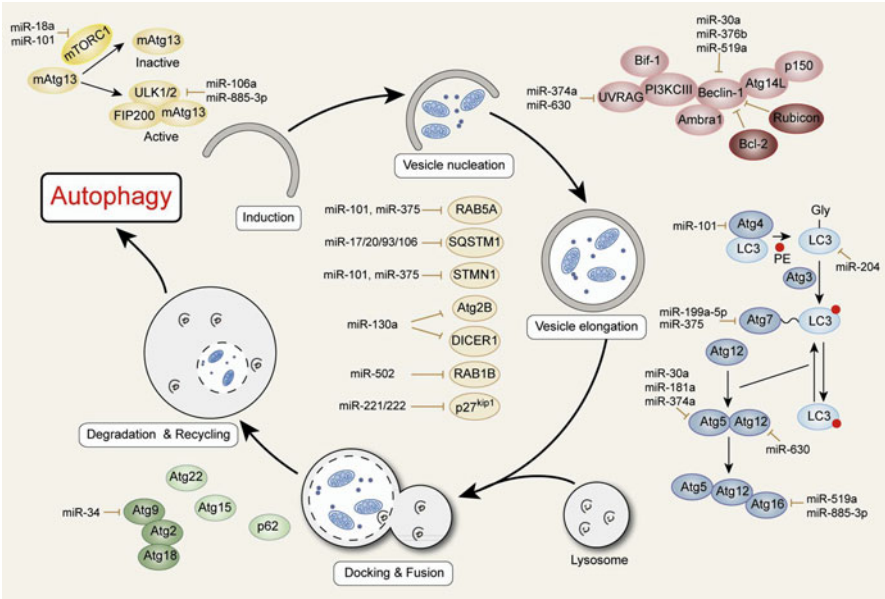 miR-18a
miR-101
mTORC1
mAtg13
mAtg13
Inactive
ULK1/2
FIP200
mAtg13
Active
miR-106a
miR-885-3p
Induction
Vesicle nucleation
miR-30a
miR-376b
miR-519a
miR-374a
miR-630
Bif-1
UVRAG
PI3KCIII
Beclin-1
Atg14L
p150
Ambra1
Rubicon
Bcl-2
Autophagy
miR-101, miR-375
RAB5A
miR-17/20/93/106
SQSTM1
miR-101, miR-375
STMN1
miR-130a
Atg2B
DICER1
miR-502
RAB1B
miR-221/222
p27kip1
Vesicle elongation
miR-101
Atg4
LC3
PE
Gly
LC3
miR-204
Atg3
miR-199a-5p
miR-375
Atg7
LC3
Atg12
miR-30a
miR-181a
miR-374a
Atg5
Atg12
LC3
miR-630
Atg5
Atg12
Atg16
miR-519a
miR-885-3p
Degradation & Recycling
Atg22
miR-34
Atg9
Atg15
Atg2
p62
Atg18
Docking & Fusion
Lysosome